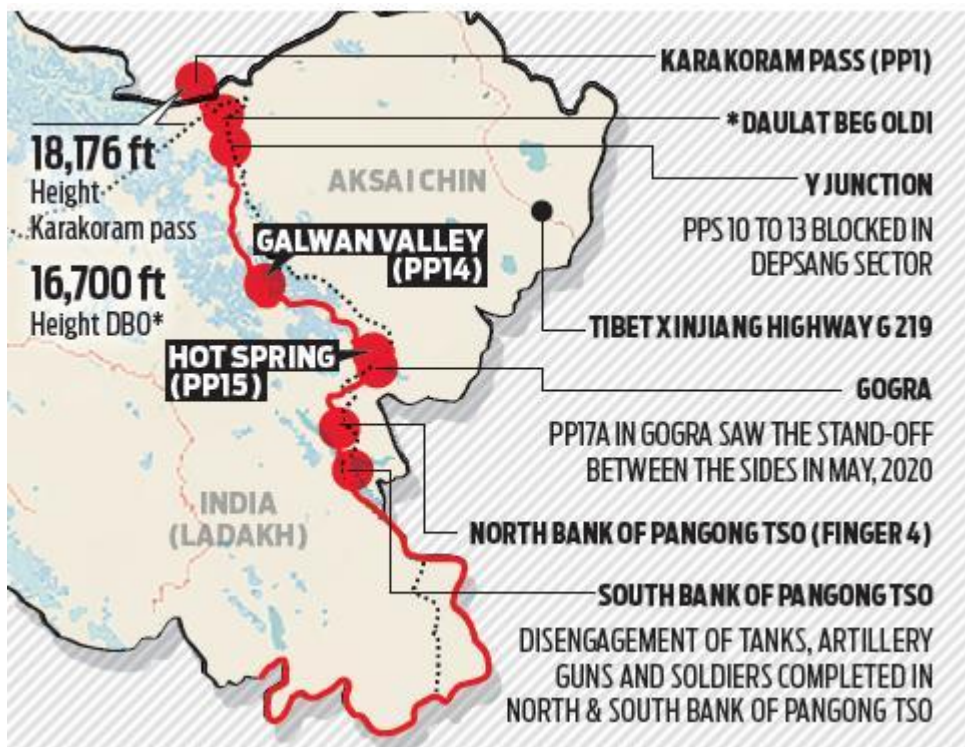 KARAKORAM PASS (PP1)
*DAULAT BEG OLDI
18,176 ft
Height
Karakoram pass
AKSAI CHIN
Y JUNCTION
PPS 10 TO 13 BLOCKED IN
DEPSANG SECTOR
GALWAN VALLEY
(PP14)
16,700 ft
Height DBO*
TIBET XINJIANG HIGHWAY G 219
HOT SPRING
(PP15)
GOGRA
PP17A IN GOGRA SAW THE STAND-OFF
BETWEEN THE SIDES IN MAY, 2020
INDIA
(LADAKH)
NORTH BANK OF PANGONG TSO (FINGER 4)
SOUTH BANK OF PANGONG TSO
DISENGAGEMENT OF TANKS, ARTILLERY
GUNS AND SOLDIERS COMPLETED IN
NORTH & SOUTH BANK OF PANGONG TSO